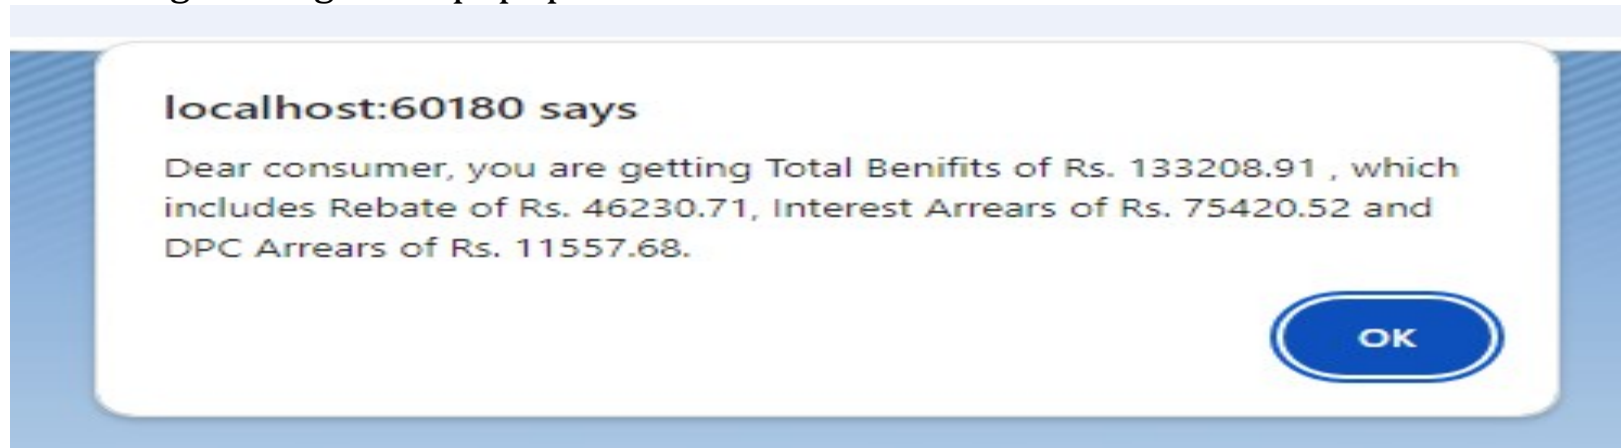 localhost:60180 says
Dear consumer, you are getting Total Benifits of Rs. 133208.91 , which
includes Rebate of Rs. 46230.71, Interest Arrears of Rs. 75420.52 and
DPC Arrears of Rs. 11557.68.
OK